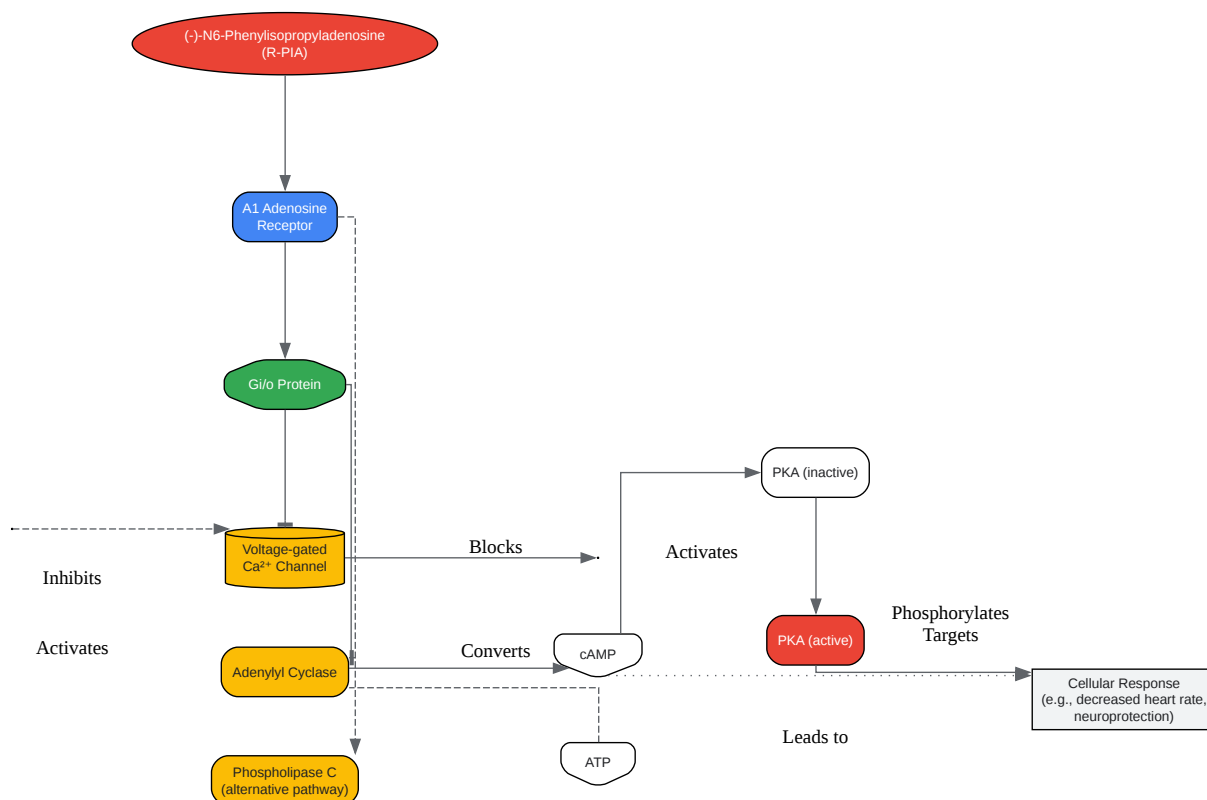 (-)-N6-Phenylisopropyladenosine
(R-PIA)
A1 Adenosine
Receptor
Gi/o Protein
PKA (inactive)
Voltage-gated
Ca²⁺ Channel
Blocks
Activates
Inhibits
Phosphorylates
Targets
Activates
PKA (active)
Converts
cAMP
Adenylyl Cyclase
Cellular Response
(e.g., decreased heart rate,
neuroprotection)
Leads to
ATP
Phospholipase C
(alternative pathway)